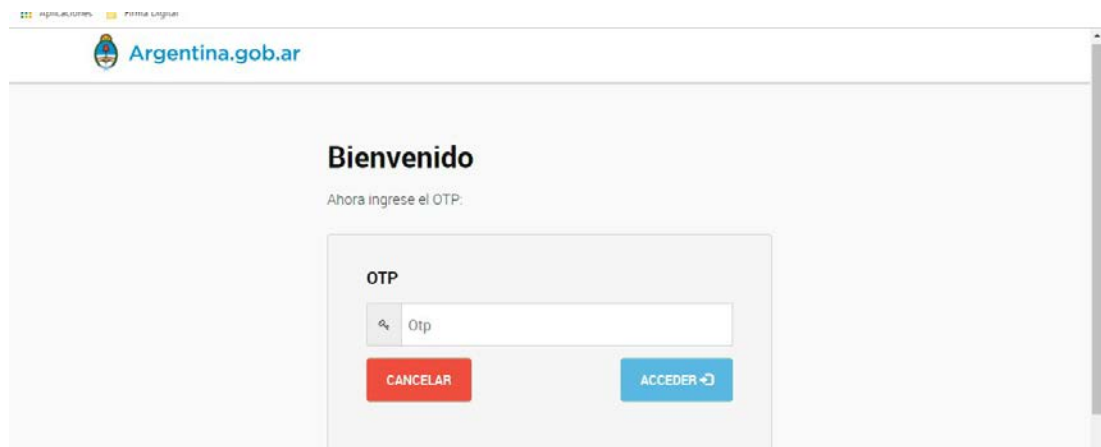 Aplicaciones Firma Digital
Argentina.gob.ar
Bienvenido
Ahora ingrese el OTP:
OTP
Otp
CANCELAR ACCEDER